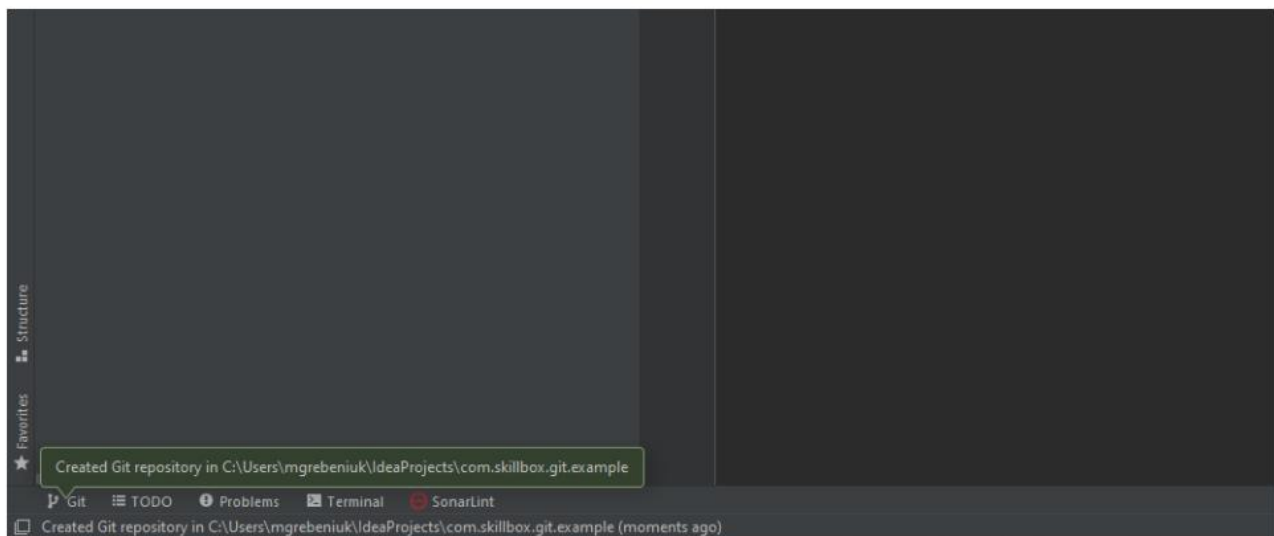 Structure
Favorites
Created Git repository in C:\Users\mgrebeniuk\IdeaProjects\com.skillbox.git.example
Git TODO Problems Terminal SonarLint
Created Git repository in C:\Users\mgrebeniuk\IdeaProjects\com.skillbox.git.example (moments ago)